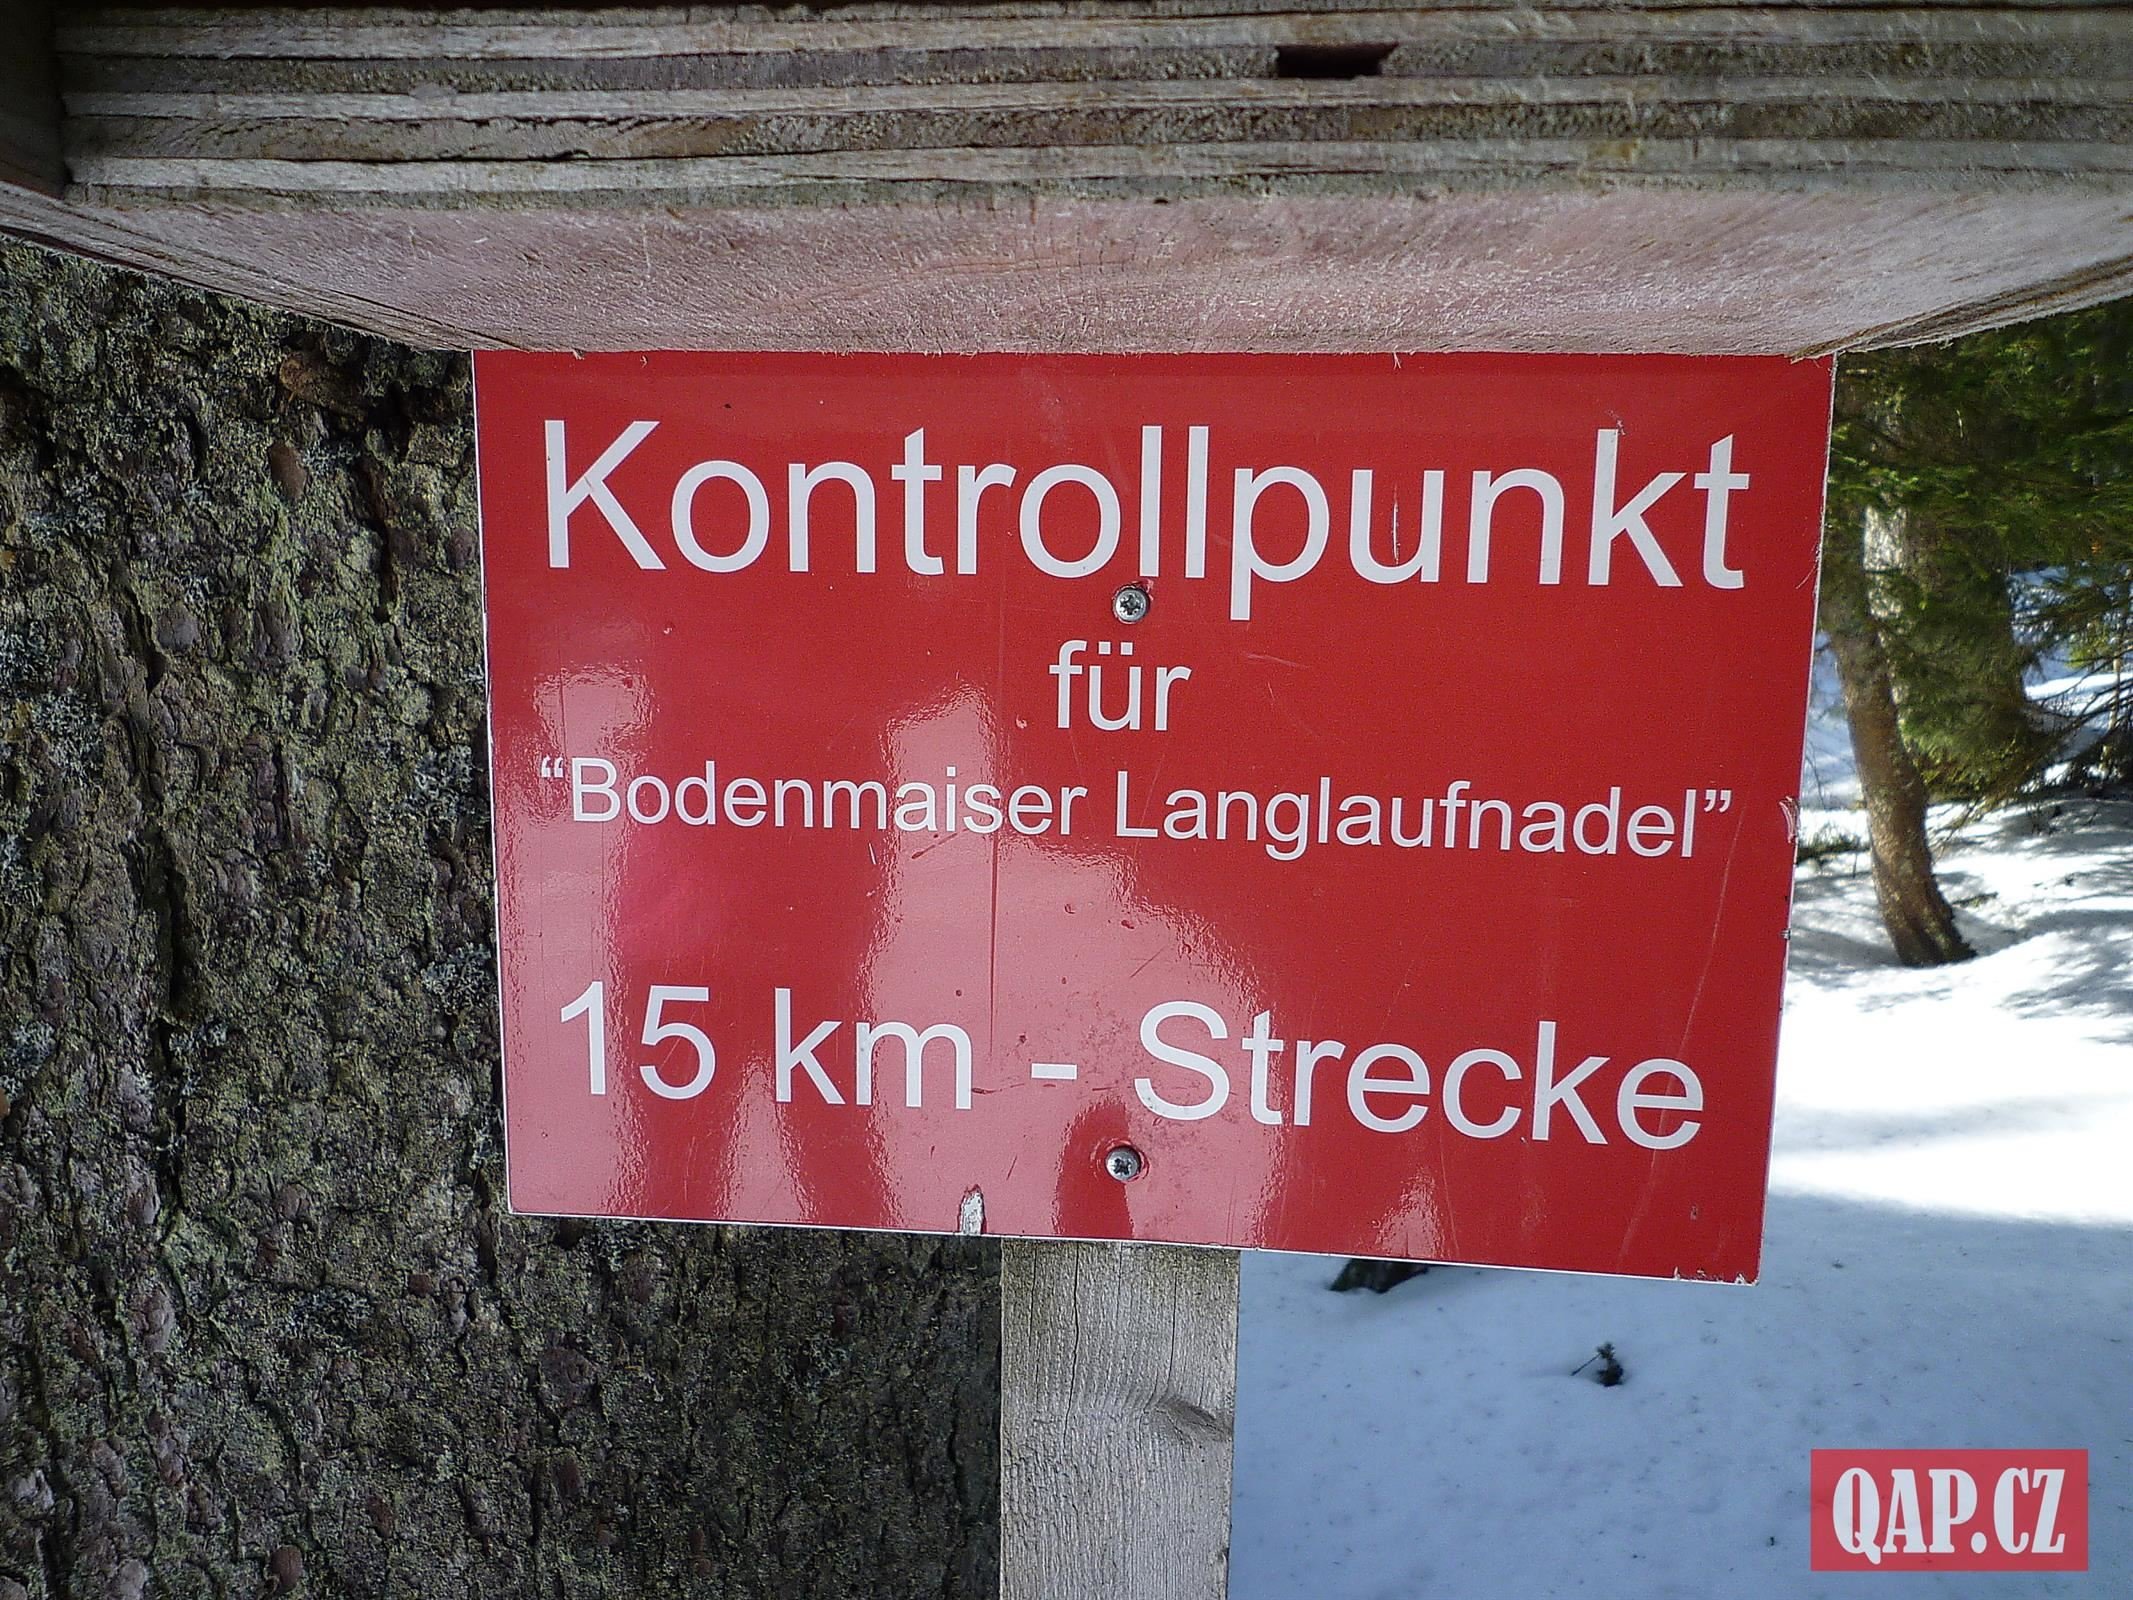 Kontrollpunkt
für
“Bodenmaiser Langlaufnadel”
15 km - Strecke
QAP.CZ